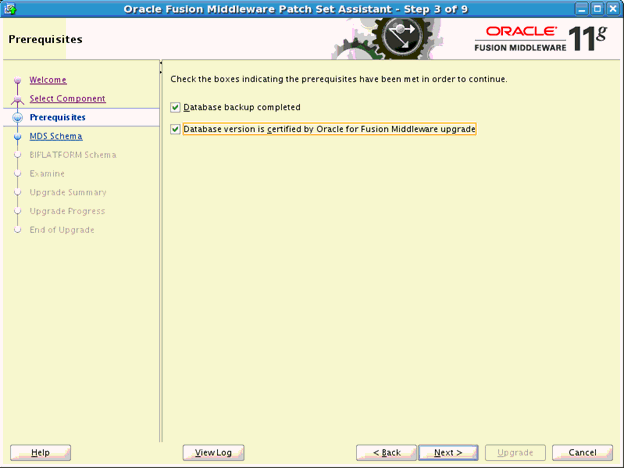 Oracle Fusion Middleware Patch Set Assistant - Step 3 of 9
Prerequisites
ORACLE
FUSION MIDDLEWARE 11g
Welcome
Select Component
Prerequisites
MDS Schema
BIPLATFORM Schema
Examine
Upgrade Summary
Upgrade Progress
End of Upgrade
Check the boxes indicating the prerequisites have been met in order to continue.
Database backup completed
Database version is certified by Oracle for Fusion Middleware upgrade
Help
View Log
< Back
Next >
Upgrade
Cancel